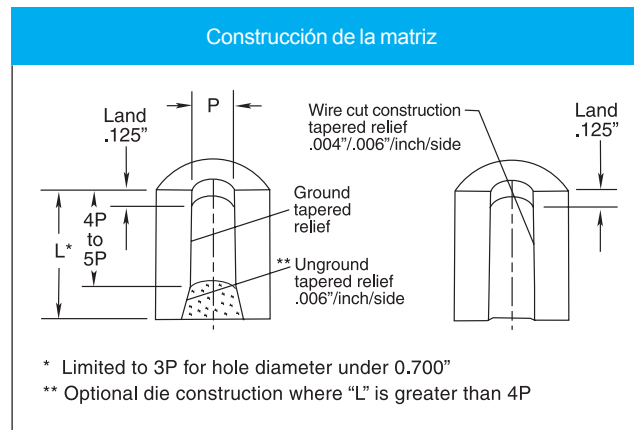 Construcción de la matriz
P
Land
.125”
Wire cut construction
tapered relief
.004”/.006”/inch/side
Land
.125”
4P
to
5P
L*
Ground
tapered
relief
** Unground
tapered relief
.006”/inch/side
* Limited to 3P for hole diameter under 0.700”
** Optional die construction where “L” is greater than 4P